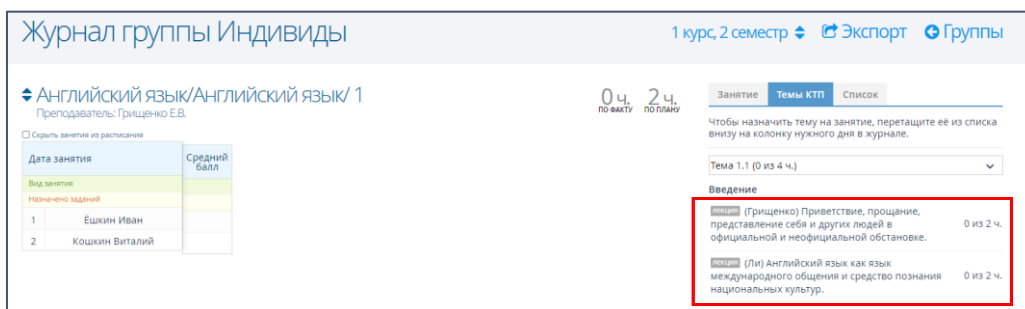 Журнал группы Индивиды
1 курс, 2 семестр Экспорт Группы
Английский язык/Английский язык/ 1
Преподаватель: Грищенко Е.В.
0 ч. 2 ч.
ПО ФАКТУ ПО ПЛАНУ
Скрыть занятия из расписания
Дата занятия Средний балл
Вид занятия
Назначено заданий
1 Ёшкин Иван
2 Кошкин Виталий
Занятие Темы КТП Список
Чтобы назначить тему на занятие, перетащите её из списка
внизу на колонку нужного дня в журнале.
Тема 1.1 (0 из 4 ч.)
Введение
лекция (Грищенко) Приветствие, прощание,
представление себя и других людей в 0 из 2 ч.
официальной и неофициальной обстановке.
лекция (Ли) Английский язык как язык
международного общения и средство познания 0 из 2 ч.
национальных культур.